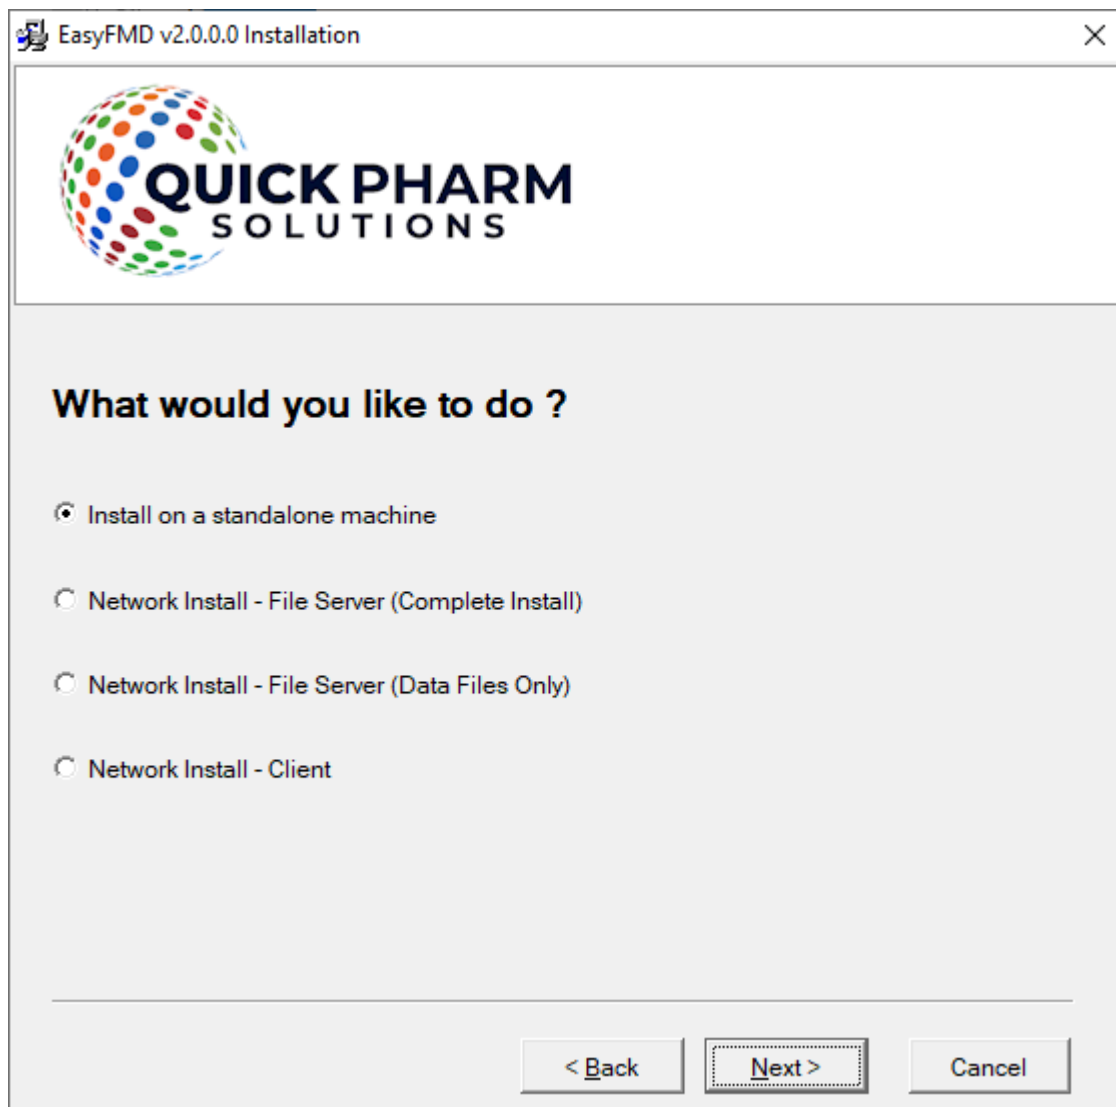 EasyFMD v2.0.0.0 Installation
QUICK PHARM
SOLUTIONS
What would you like to do ?
Install on a standalone machine
Network Install - File Server (Complete Install)
Network Install - File Server (Data Files Only)
Network Install - Client
< Back Next > Cancel